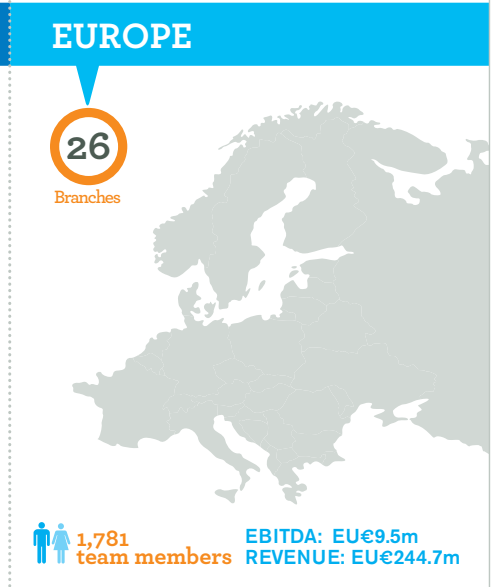 EUROPE
26
Branches
1,781
team members
EBITDA: EU€9.5m
REVENUE: EU€244.7m